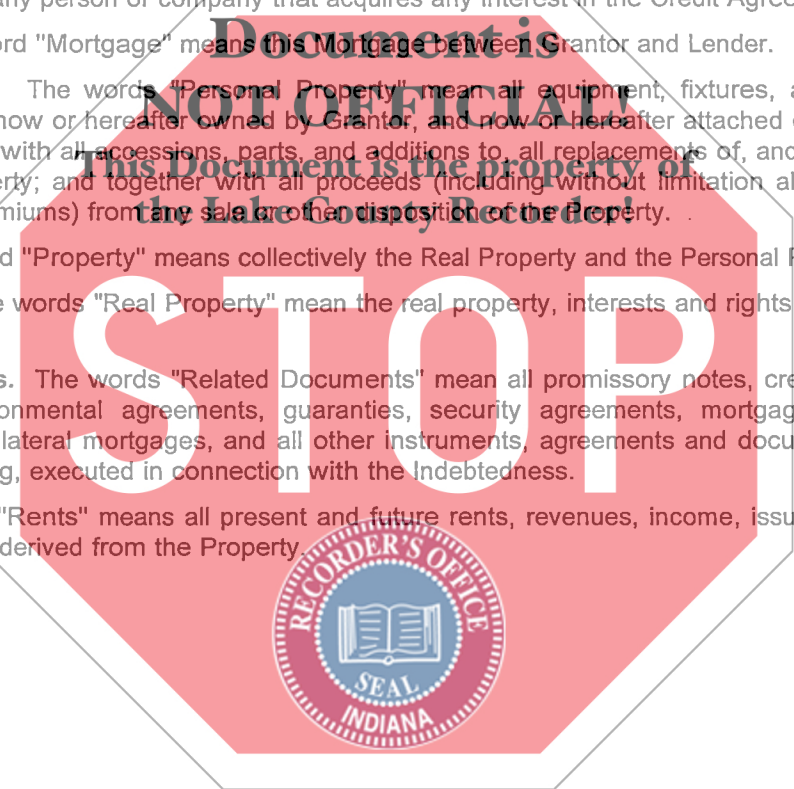 any person or company that acquires any interest in the Credit Agre
Document is
ord "Mortgage" means this Mortgage between Grantor and Lender.
The words "Personal Property" mean all equipment, fixtures, a
NOT OFFICIAL!
now or hereafter owned by Grantor, and now or hereafter attached
with all accessions, parts, and additions to, all replacements of, and
This Document is the property of
erty; and together with all proceeds (including without limitation al
miums) from any sale or other disposition of the Property.
the Lake County Recorder!
d "Property" means collectively the Real Property and the Personal P
e words "Real Property" mean the real property, interests and rights
STOP
s. The words "Related Documents" mean all promissory notes, cre
onmental agreements, guaranties, security agreements, mortgag
lateral mortgages, and all other instruments, agreements and docu
g, executed in connection with the Indebtedness.
"Rents" means all present and future rents, revenues, income, issu
derived from the Property.
RECORDER'S OFFICE
SEAL
INDIANA